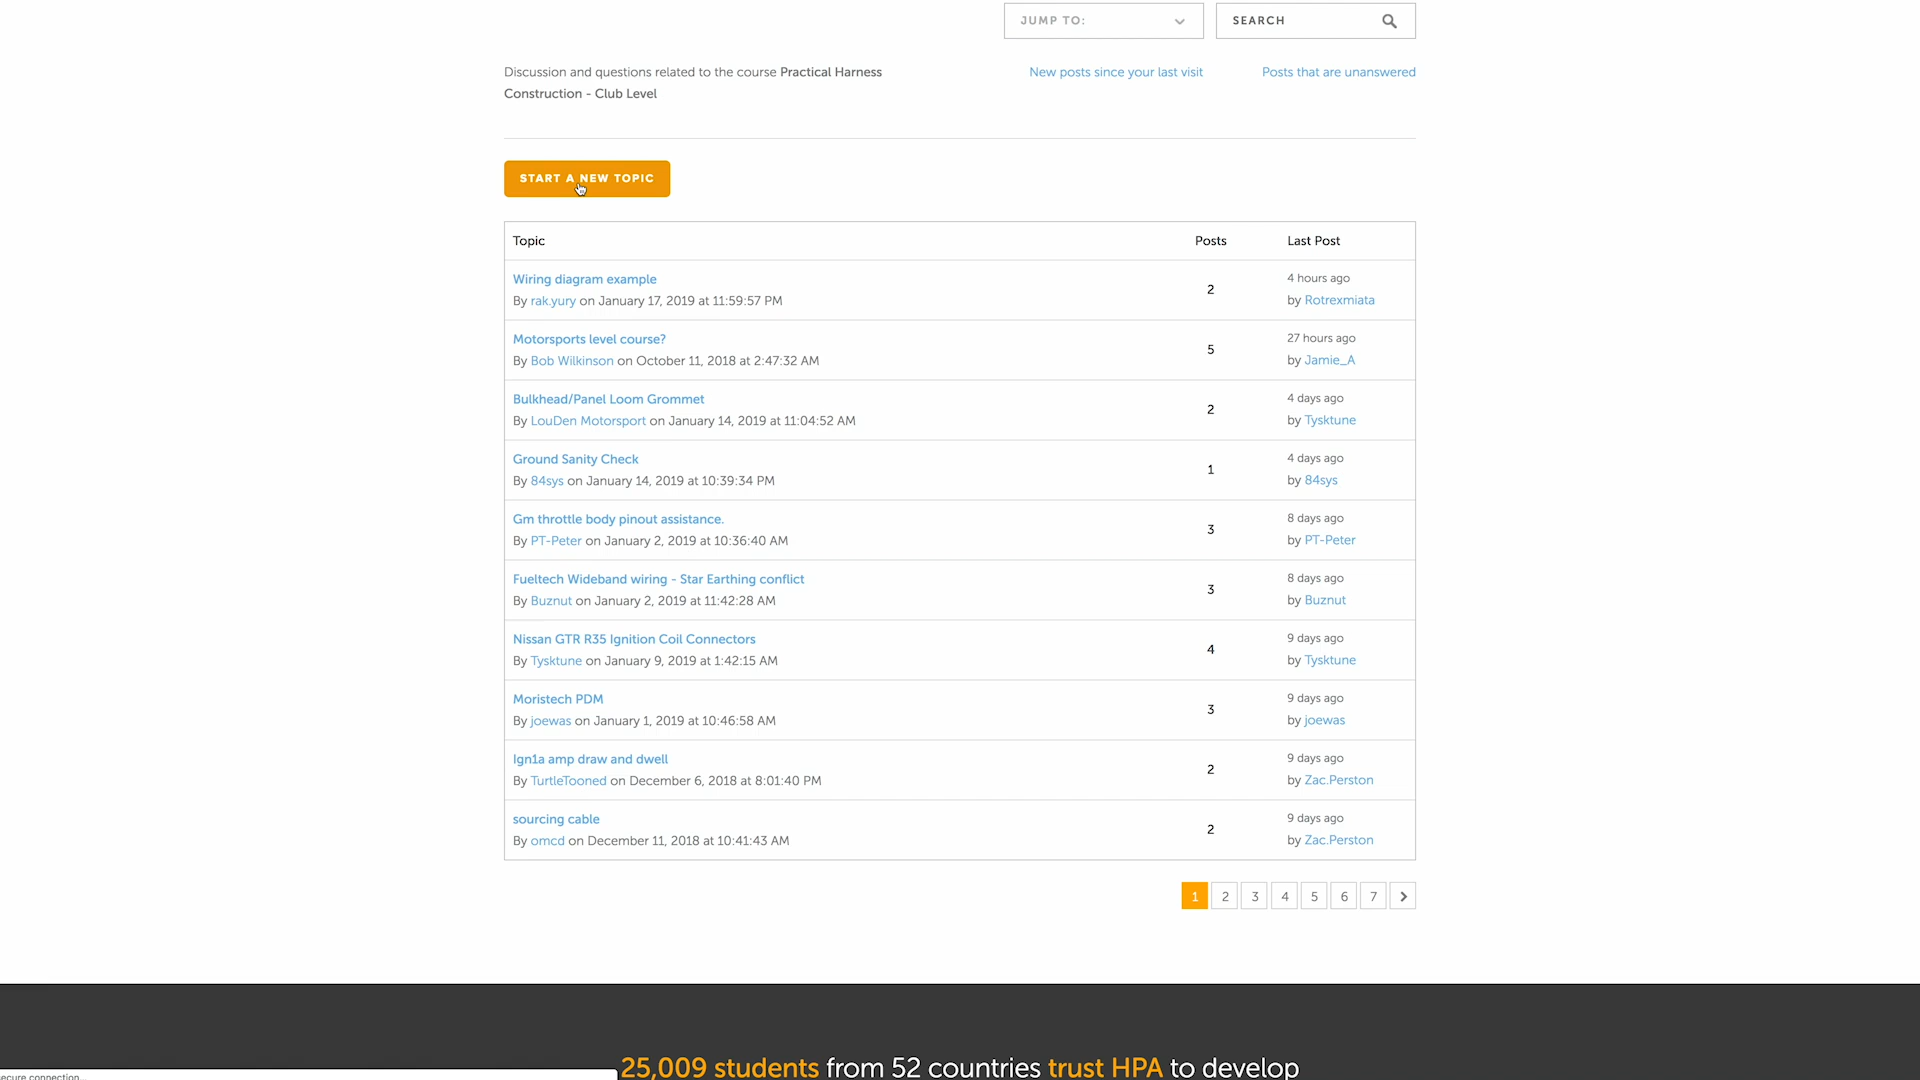 JUMP TO:
SEARCH
Discussion and questions related to the course Practical Harness
Construction - Club Level
New posts since your last visit
Posts that are unanswered
START A NEW TOPIC
Topic Posts Last Post
Wiring diagram example
By rak.yury on January 17, 2019 at 11:59:57 PM
2
4 hours ago
by Rotrexmiata
Motorsports level course?
By Bob Wilkinson on October 11, 2018 at 2:47:32 AM
5
27 hours ago
by Jamie_A
Bulkhead/Panel Loom Grommet
By LouDen Motorsport on January 14, 2019 at 11:04:52 AM
2
4 days ago
by Tysktune
Ground Sanity Check
By 84sys on January 14, 2019 at 10:39:34 PM
1
4 days ago
by 84sys
Gm throttle body pinout assistance.
By PT-Peter on January 2, 2019 at 10:36:40 AM
3
8 days ago
by PT-Peter
Fueltech Wideband wiring - Star Earthing conflict
By Buznut on January 2, 2019 at 11:42:28 AM
3
8 days ago
by Buznut
Nissan GTR R35 Ignition Coil Connectors
By Tysktune on January 9, 2019 at 1:42:15 AM
4
9 days ago
by Tysktune
Moristech PDM
By joewas on January 1, 2019 at 10:46:58 AM
3
9 days ago
by joewas
Ign1a amp draw and dwell
By TurtleTooned on December 6, 2018 at 8:01:40 PM
2
9 days ago
by Zac.Perston
sourcing cable
By omcd on December 11, 2018 at 10:41:43 AM
2
9 days ago
by Zac.Perston
1 2 3 4 5 6 7
25,009 students from 52 countries trust HPA to develop
ecure connection...